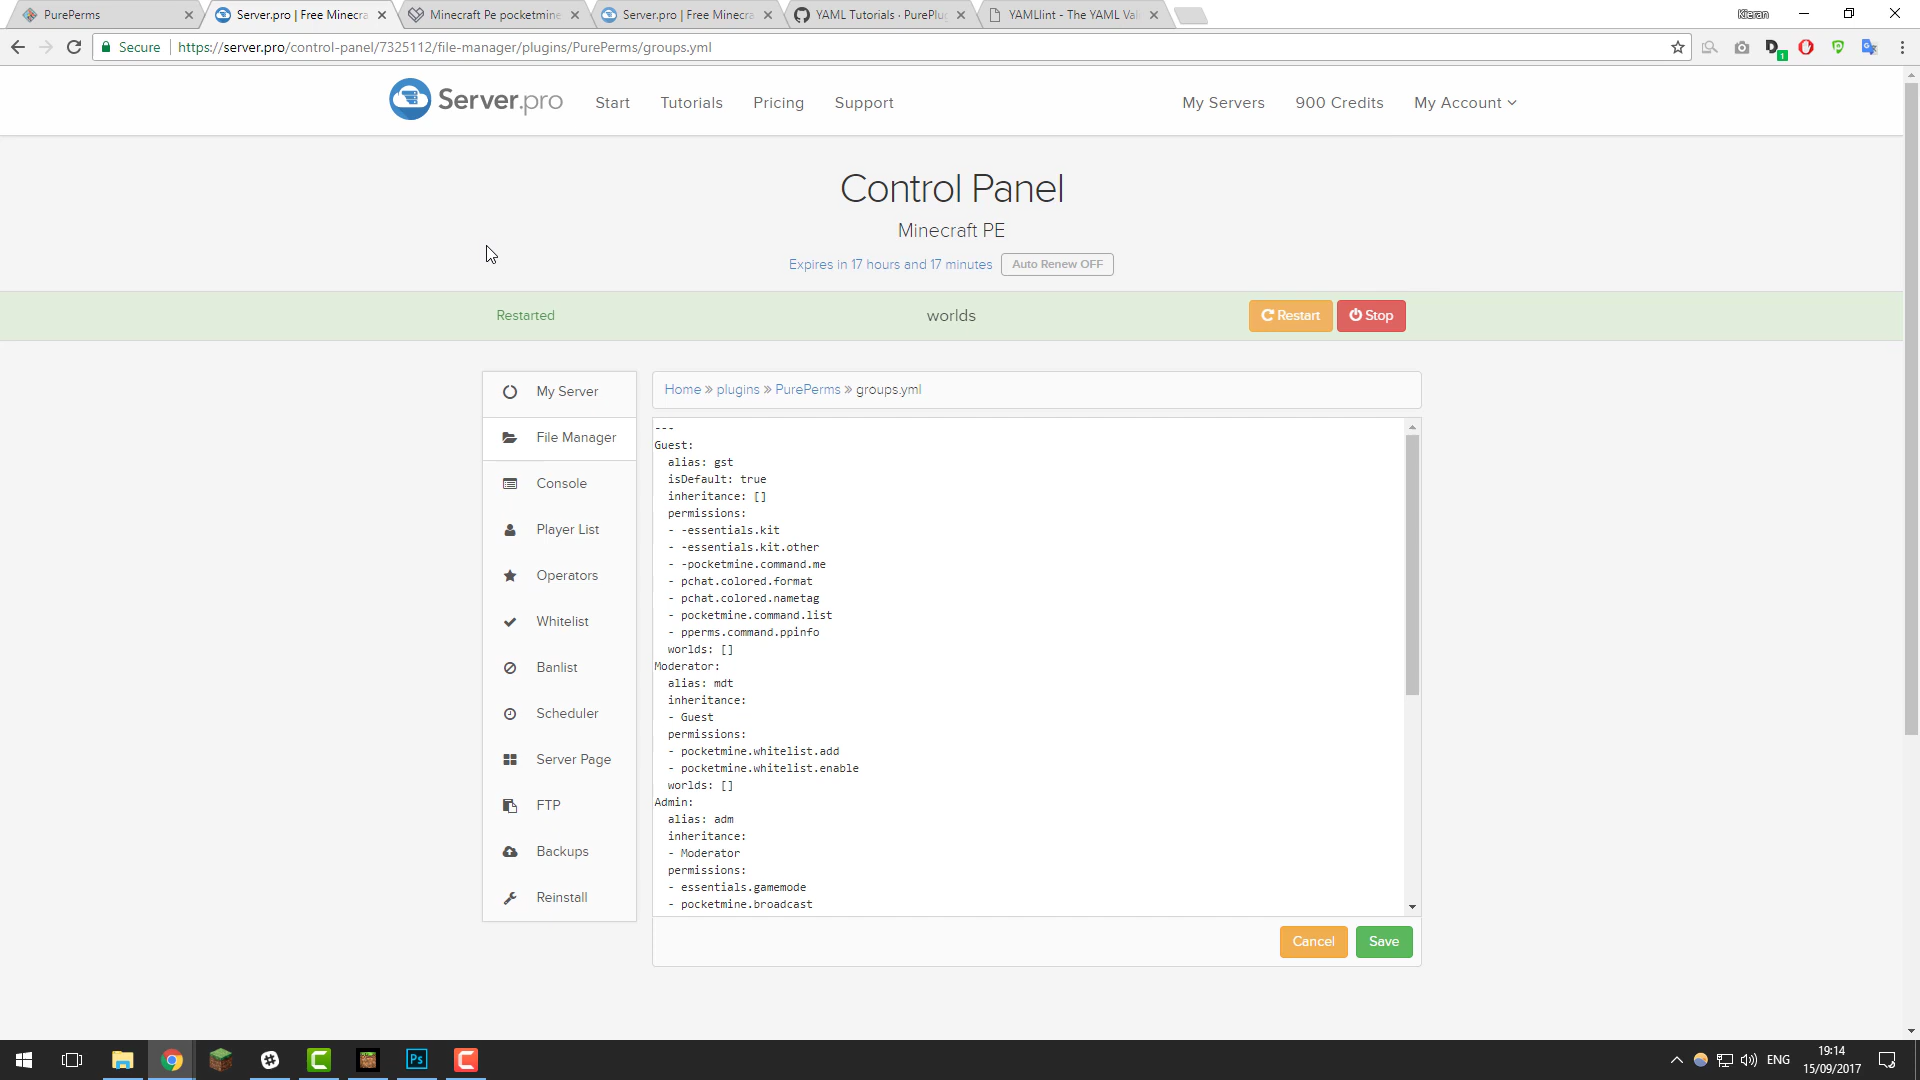 PurePerms
Server.pro | Free Minecra
Minecraft Pe pocketmine
Server.pro | Free Minecra
YAML Tutorials · PurePlug
YAMLlint - The YAML Val
Kieran
Secure
https://server.pro/control-panel/7325112/file-manager/plugins/PurePerms/groups.yml
1
Server.pro
Start
Tutorials
Pricing
Support
My Servers
900 Credits
My Account
Control Panel
Minecraft PE
Expires in 17 hours and 17 minutes
Auto Renew OFF
Restarted
worlds
Restart
Stop
My Server
File Manager
Console
Player List
Operators
Whitelist
Banlist
Scheduler
Server Page
FTP
Backups
Reinstall
Home » plugins » PurePerms » groups.yml
---
Guest:
alias: gst
isDefault: true
inheritance: []
permissions:
- -essentials.kit
- -essentials.kit.other
- -pocketmine.command.me
- pchat.colored.format
- pchat.colored.nametag
- pocketmine.command.list
- pperms.command.ppinfo
worlds: []
Moderator:
alias: mdt
inheritance:
- Guest
permissions:
- pocketmine.whitelist.add
- pocketmine.whitelist.enable
worlds: []
Admin:
alias: adm
inheritance:
- Moderator
permissions:
- essentials.gamemode
- pocketmine.broadcast
Cancel
Save
Ps
ENG
19:14
15/09/2017